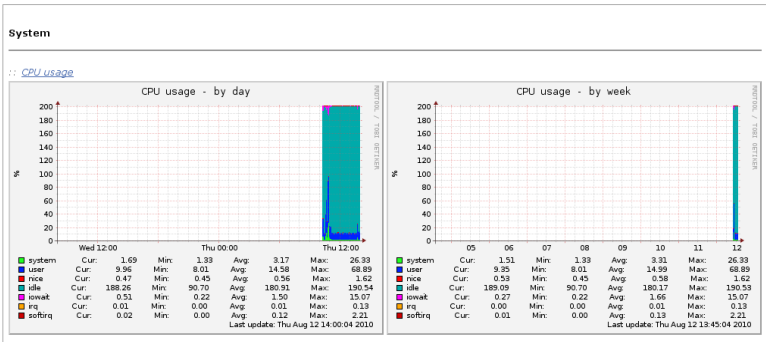 System
:: CPU usage
CPU usage - by day
RRDTOOL / TOBI OETIKER
200
180
160
140
120
100
80
60
40
20
0
%
Wed 12:00 Thu 00:00 Thu 12:00
system Cur: 1.69 Min: 1.33 Avg: 3.17 Max: 26.33
user Cur: 9.96 Min: 8.01 Avg: 14.58 Max: 68.89
nice Cur: 0.47 Min: 0.45 Avg: 0.56 Max: 1.62
idle Cur: 188.26 Min: 90.70 Avg: 180.91 Max: 190.54
iowait Cur: 0.51 Min: 0.22 Avg: 1.50 Max: 15.07
irq Cur: 0.01 Min: 0.00 Avg: 0.01 Max: 0.13
softirq Cur: 0.02 Min: 0.00 Avg: 0.12 Max: 2.21
Last update: Thu Aug 12 14:00:04 2010
CPU usage - by week
RRDTOOL / TOBI OETIKER
200
180
160
140
120
100
80
60
40
20
0
%
05 06 07 08 09 10 11 12
system Cur: 1.51 Min: 1.33 Avg: 3.31 Max: 26.33
user Cur: 9.35 Min: 8.01 Avg: 14.99 Max: 68.89
nice Cur: 0.53 Min: 0.45 Avg: 0.58 Max: 1.62
idle Cur: 189.09 Min: 90.70 Avg: 180.17 Max: 190.53
iowait Cur: 0.27 Min: 0.22 Avg: 1.66 Max: 15.07
irq Cur: 0.00 Min: 0.00 Avg: 0.01 Max: 0.13
softirq Cur: 0.01 Min: 0.00 Avg: 0.13 Max: 2.21
Last update: Thu Aug 12 13:45:04 2010